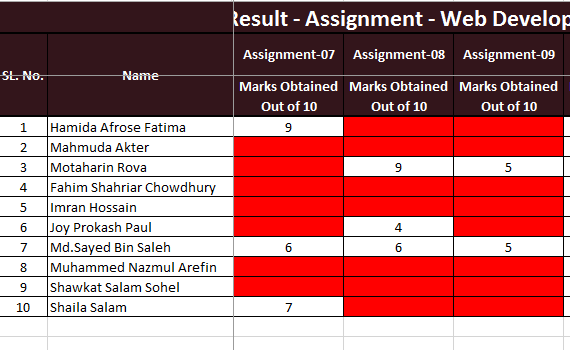 Result - Assignment - Web Develop
SL. No. Name Assignment-07 Assignment-08 Assignment-09
Marks Obtained Out of 10 Marks Obtained Out of 10 Marks Obtained Out of 10
1 Hamida Afrose Fatima 9
2 Mahmuda Akter
3 Motaharin Rova 9 5
4 Fahim Shahriar Chowdhury
5 Imran Hossain
6 Joy Prokash Paul 4
7 Md.Sayed Bin Saleh 6 6 5
8 Muhammed Nazmul Arefin
9 Shawkat Salam Sohel
10 Shaila Salam 7